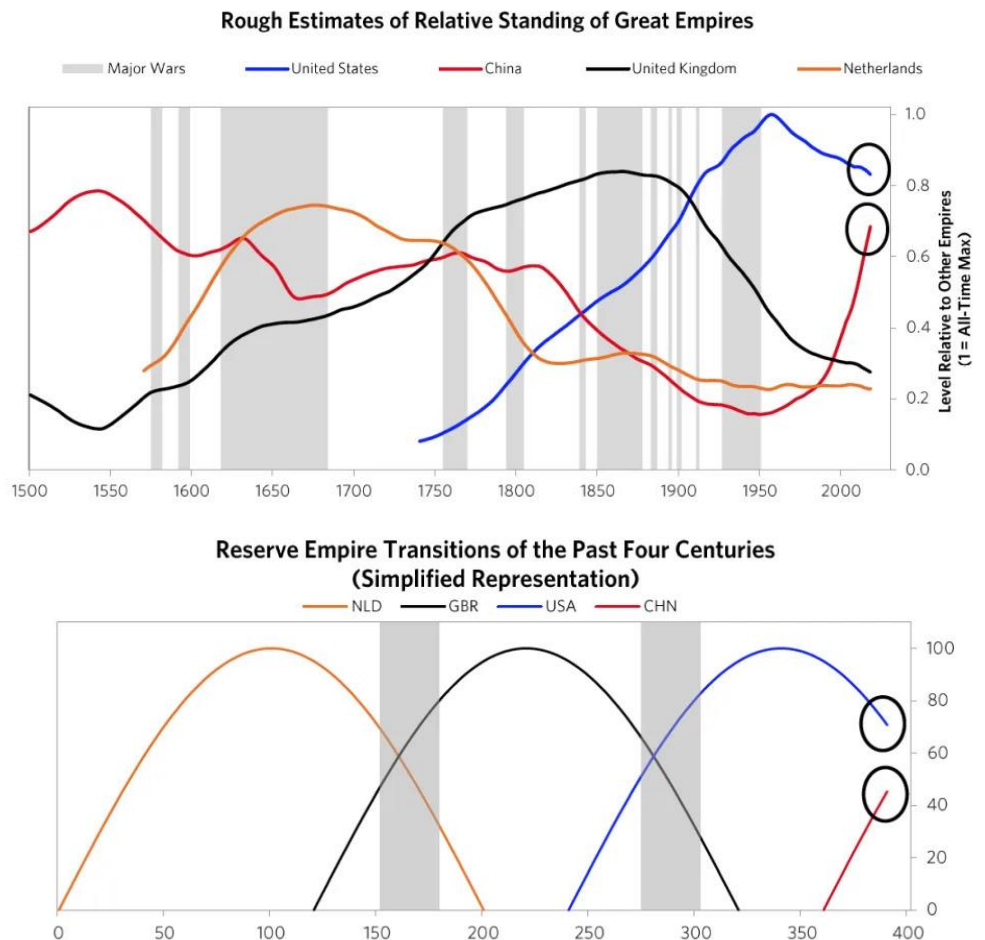 Rough Estimates of Relative Standing of Great Empires
Major Wars United States China United Kingdom Netherlands
1.0
0.8
0.6
0.4
0.2
0.0
Level Relative to Other Empires
(1 = All-Time Max)
1500 1550 1600 1650 1700 1750 1800 1850 1900 1950 2000
Reserve Empire Transitions of the Past Four Centuries
(Simplified Representation)
NLD GBR USA CHN
100
80
60
40
20
0
0 50 100 150 200 250 300 350 400